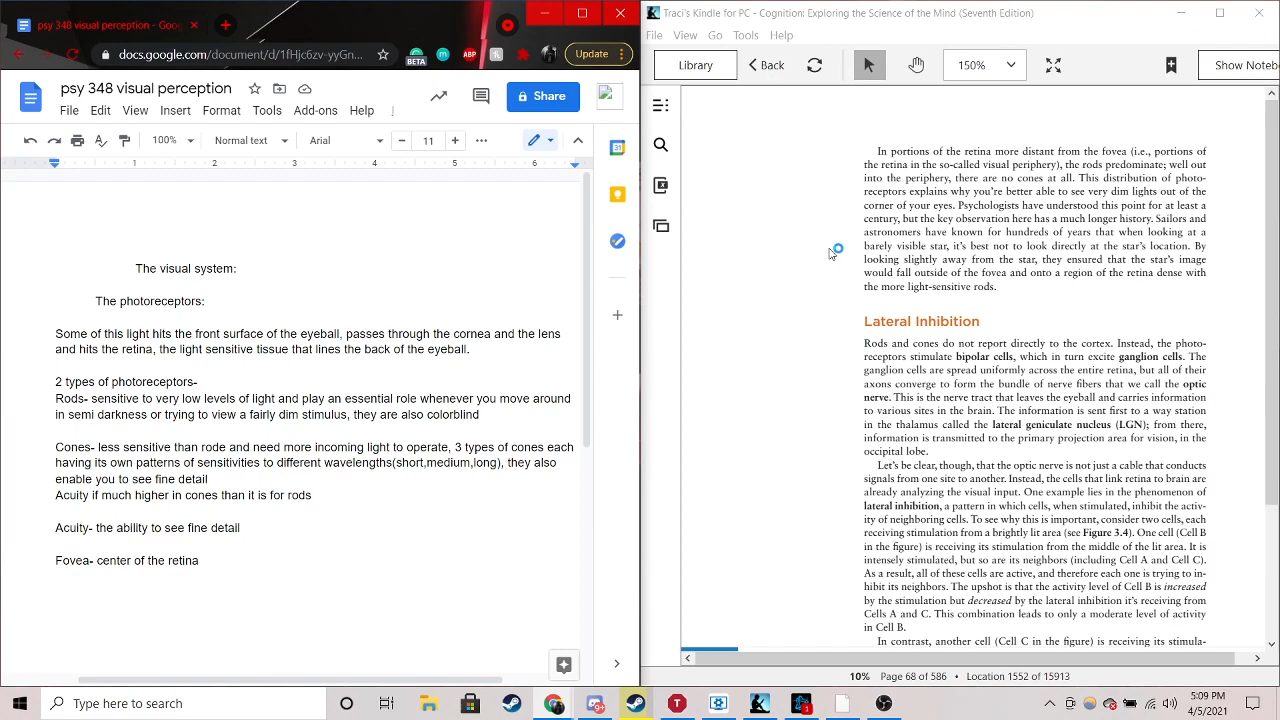 psy 348 visual perception - Goo
Traci's Kindle for PC - Cognition: Exploring the Science of the Mind (Seventh Edition)
docs.google.com/document/d/1fHjc6zv-yyGn...
BETA
ABP
Update
File View Go Tools Help
Library
Back
150%
Show Noteb
psy 348 visual perception
File Edit View Insert Format Tools Add-ons Help
Share
100%
Normal text
Arial
11
1 2 3 4 5 6
31
The visual system:
The photoreceptors:
Some of this light hits the front surface of the eyeball, passes through the cornea and the lens
and hits the retina, the light sensitive tissue that lines the back of the eyeball.
2 types of photoreceptors-
Rods- sensitive to very low levels of light and play an essential role whenever you move around
in semi darkness or trying to view a fairly dim stimulus, they are also colorblind
Cones- less sensitive than rode and need more incoming light to operate, 3 types of cones each
having its own patterns of sensitivities to different wavelengths(short,medium,long), they also
enable you to see fine detail
Acuity if much higher in cones than it is for rods
Acuity- the ability to see fine detail
Fovea- center of the retina
In portions of the retina more distant from the fovea (i.e., portions of
the retina in the so-called visual periphery), the rods predominate; well out
into the periphery, there are no cones at all. This distribution of photo-
receptors explains why you're better able to see very dim lights out of the
corner of your eyes. Psychologists have understood this point for at least a
century, but the key observation here has a much longer history. Sailors and
astronomers have known for hundreds of years that when looking at a
barely visible star, it's best not to look directly at the star's location. By
looking slightly away from the star, they ensured that the star's image
would fall outside of the fovea and onto a region of the retina dense with
the more light-sensitive rods.
Lateral Inhibition
Rods and cones do not report directly to the cortex. Instead, the photo-
receptors stimulate bipolar cells, which in turn excite ganglion cells. The
ganglion cells are spread uniformly across the entire retina, but all of their
axons converge to form the bundle of nerve fibers that we call the optic
nerve. This is the nerve tract that leaves the eyeball and carries information
to various sites in the brain. The information is sent first to a way station
in the thalamus called the lateral geniculate nucleus (LGN); from there,
information is transmitted to the primary projection area for vision, in the
occipital lobe.
Let's be clear, though, that the optic nerve is not just a cable that conducts
signals from one site to another. Instead, the cells that link retina to brain are
already analyzing the visual input. One example lies in the phenomenon of
lateral inhibition, a pattern in which cells, when stimulated, inhibit the activ-
ity of neighboring cells. To see why this is important, consider two cells, each
receiving stimulation from a brightly lit area (see Figure 3.4). One cell (Cell B
in the figure) is receiving its stimulation from the middle of the lit area. It is
intensely stimulated, but so are its neighbors (including Cell A and Cell C).
As a result, all of these cells are active, and therefore each one is trying to in-
hibit its neighbors. The upshot is that the activity level of Cell B is increased
by the stimulation but decreased by the lateral inhibition it's receiving from
Cells A and C. This combination leads to only a moderate level of activity
in Cell B.
In contrast, another cell (Cell C in the figure) is receiving its stimula-
10% Page 68 of 586 • Location 1552 of 15913
Type here to search
5:09 PM
4/5/2021